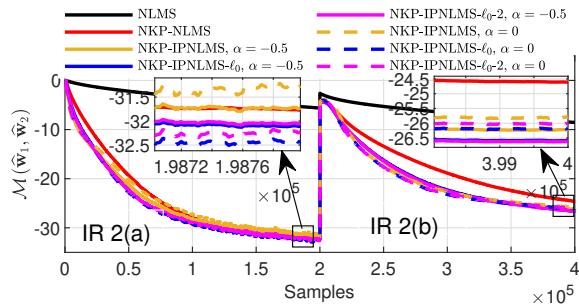 NLMS
NKP-NLMS
NKP-IPNLMS, α = −0.5
NKP-IPNLMS-ℓ0, α = −0.5
NKP-IPNLMS-ℓ0-2, α = −0.5
NKP-IPNLMS, α = 0
NKP-IPNLMS-ℓ0, α = 0
NKP-IPNLMS-ℓ0-2, α = 0
M(ŵ1, ŵ2)
0
-10
-20
-30
-31.5
-32
-32.5
1.9872 1.9876
×10^5
-24.5
-25
-25.5
-26
-26.5
3.99 4
×10^5
IR 2(a)
IR 2(b)
0 0.5 1 1.5 2 2.5 3 3.5 4
Samples
×10^5